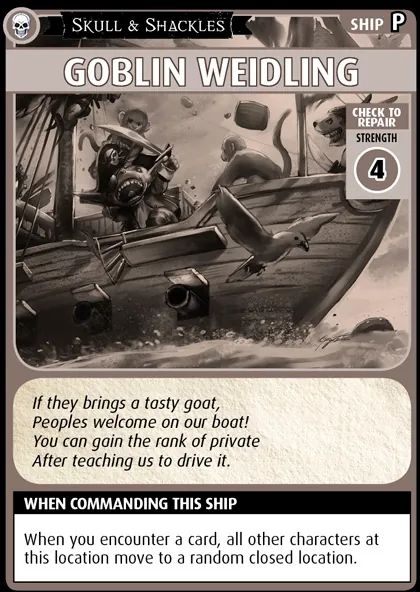 SKULL & SHACKLES
SHIP P
GOBLIN WEIDLING
CHECK TO
REPAIR
STRENGTH
4
If they brings a tasty goat,
Peoples welcome on our boat!
You can gain the rank of private
After teaching us to drive it.
WHEN COMMANDING THIS SHIP
When you encounter a card, all other characters at
this location move to a random closed location.